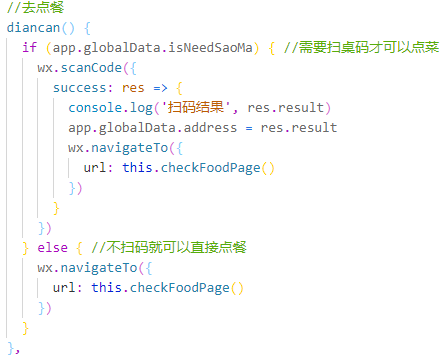 //去点餐
diancan() {
  if (app.globalData.isNeedSaoMa) { //需要扫桌码才可以点菜
    wx.scanCode({
      success: res => {
        console.log('扫码结果', res.result)
        app.globalData.address = res.result
        wx.navigateTo({
          url: this.checkFoodPage()
        })
      }
    })
  } else { //不扫码就可以直接点餐
    wx.navigateTo({
      url: this.checkFoodPage()
    })
  }
},